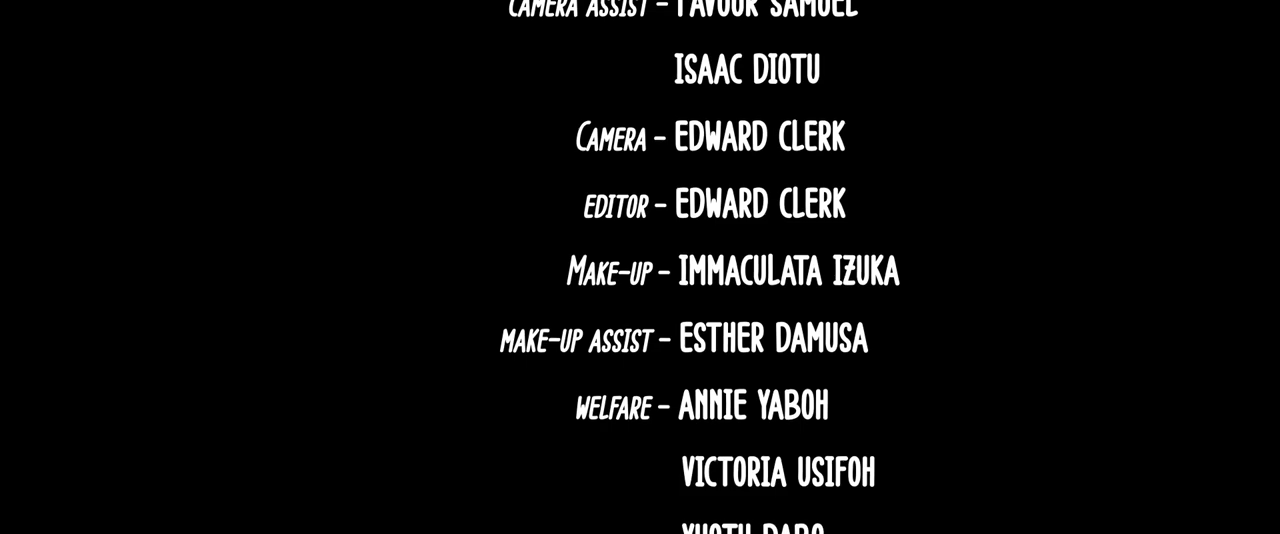 CAMERA ASSIST - FAVOUR SAMUEL
ISAAC DIOTU
CAMERA - EDWARD CLERK
EDITOR - EDWARD CLERK
MAKE-UP - IMMACULATA IZUKA
MAKE-UP ASSIST - ESTHER DAMUSA
WELFARE - ANNIE YABOH
VICTORIA USIFOH